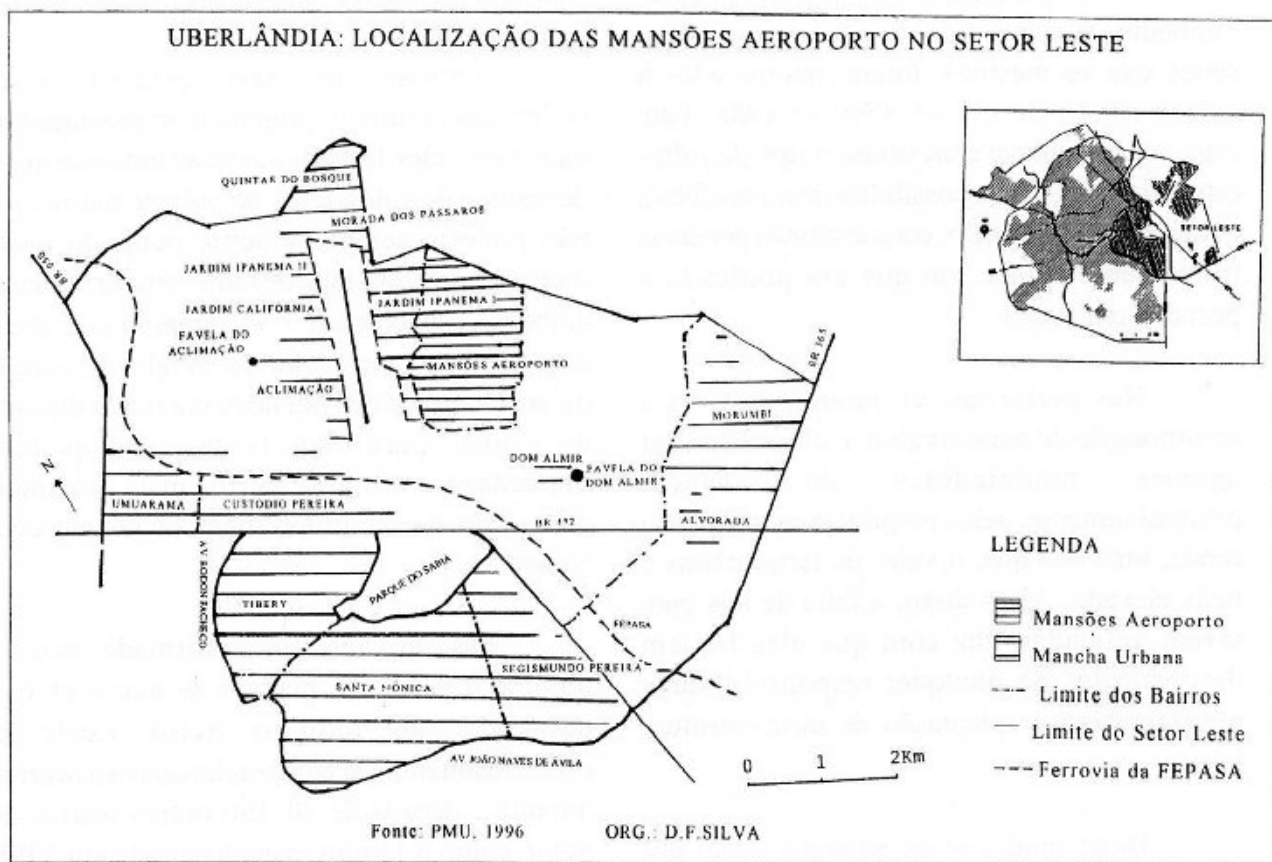 UBERLÂNDIA: LOCALIZAÇÃO DAS MANSÕES AEROPORTO NO SETOR LESTE
QUINTAS DO BOSQUE
MORADA DOS PÁSSAROS
SETOR LESTE
BR 050
JARDIM IPANEMA II
JARDIM IPANEMA I
JARDIM CALIFÓRNIA
FAVELA DO
ACLIMAÇÃO
MANSÕES AEROPORTO
BR 365
ACLIMAÇÃO
MORUMBI
N
DOM ALMIR
FAVELA DO
DOM ALMIR
UMUARAMA
CUSTODIO PEREIRA
BR 452
ALVORADA
AV. RODON PACHECO
PARQUE DO SABIA
TIBERY
FEPASA
SEGISMUNDO PEREIRA
SANTA MÔNICA
AV. JOÃO NAVES DE ÁVILA
LEGENDA
Mansões Aeroporto
Mancha Urbana
Limite dos Bairros
Limite do Setor Leste
Ferrovia da FEPASA
0 1 2Km
Fonte: PMU, 1996 ORG.: D.F.SILVA